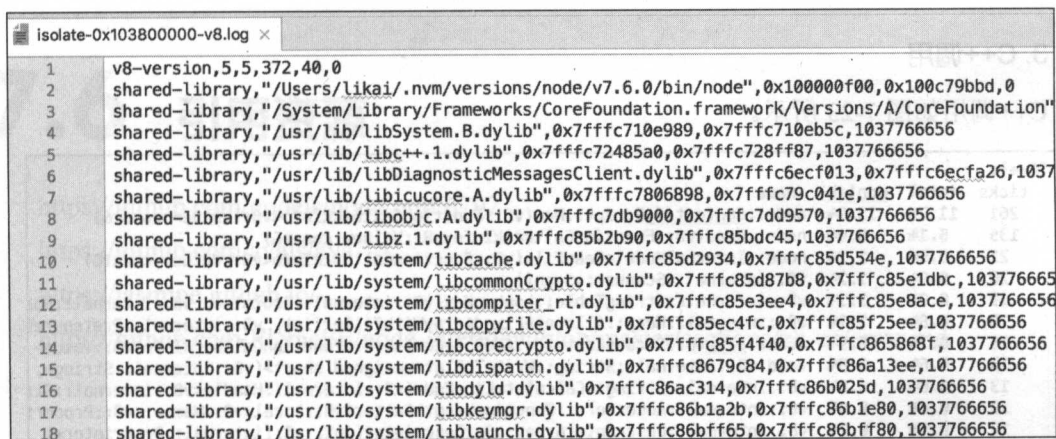 isolate-0x103800000-v8.log ×
1 v8-version,5,5,372,40,0
2 shared-library,"/Users/likai/.nvm/versions/node/v7.6.0/bin/node",0x100000f00,0x100c79bbd,0
3 shared-library,"/System/Library/Frameworks/CoreFoundation.framework/Versions/A/CoreFoundation"
4 shared-library,"/usr/lib/libSystem.B.dylib",0x7fffc710e989,0x7fffc710eb5c,1037766656
5 shared-library,"/usr/lib/libc++.1.dylib",0x7fffc72485a0,0x7fffc728ff87,1037766656
6 shared-library,"/usr/lib/libDiagnosticMessagesClient.dylib",0x7fffc6ecf013,0x7fffc6ecfa26,1037
7 shared-library,"/usr/lib/libicucore.A.dylib",0x7fffc7806898,0x7fffc79c0412,1037766656
8 shared-library,"/usr/lib/libobjc.A.dylib",0x7fffc7db9000,0x7fffc7dd9570,1037766656
9 shared-library,"/usr/lib/libz.1.dylib",0x7fffc85b2b90,0x7fffc85bdc45,1037766656
10 shared-library,"/usr/lib/system/libcache.dylib",0x7fffc85d2934,0x7fffc85d554e,1037766656
11 shared-library,"/usr/lib/system/libcommonCrypto.dylib",0x7fffc85d87b8,0x7fffc85e1dbc,103776665
12 shared-library,"/usr/lib/system/libcompiler_rt.dylib",0x7fffc85e3ee4,0x7fffc85e8ace,1037766656
13 shared-library,"/usr/lib/system/libcopyfile.dylib",0x7fffc85ec4fc,0x7fffc85f25ee,1037766656
14 shared-library,"/usr/lib/system/libcorecrypto.dylib",0x7fffc85f4f40,0x7fffc865868f,1037766656
15 shared-library,"/usr/lib/system/libdispatch.dylib",0x7fffc8679c84,0x7fffc86a13ee,1037766656
16 shared-library,"/usr/lib/system/libdyld.dylib",0x7fffc86ac314,0x7fffc86b025d,1037766656
17 shared-library,"/usr/lib/system/libkeymgr.dylib",0x7fffc86b1a2b,0x7fffc86b1e80,1037766656
18 shared-library,"/usr/lib/system/liblaunch.dylib",0x7fffc86bff65,0x7fffc86bff80,1037766656